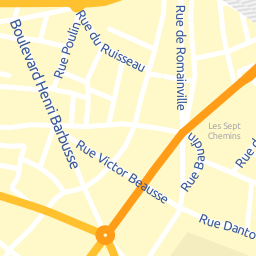 Boulevard Henri Barbusse
Rue Poulin
Rue du Ruisseau
Rue de Romainville
Les Sept
Chemins
Rue Victor Beausse
Rue Baudin
Rue d
Rue Danto